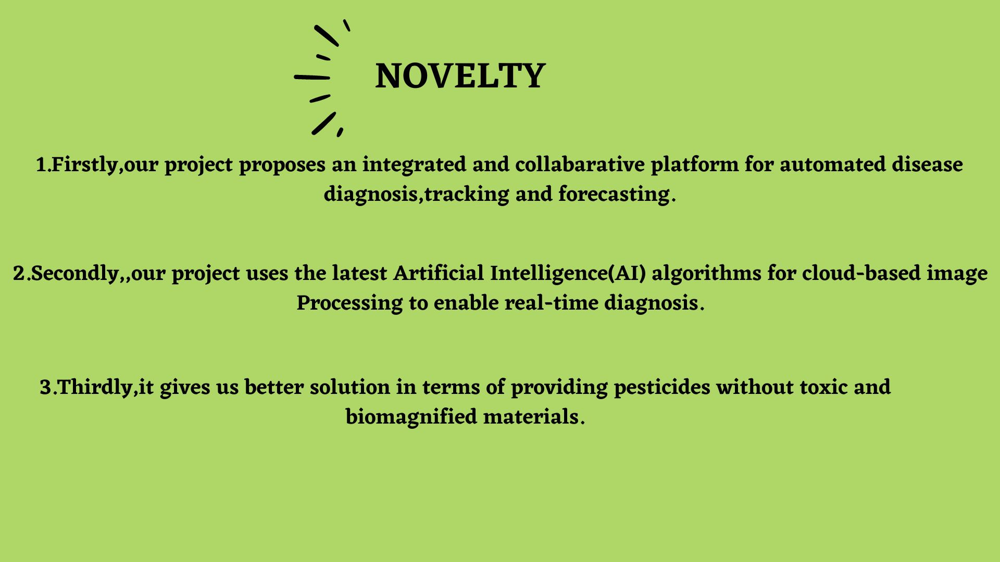 NOVELTY
1.Firstly,our project proposes an integrated and collabarative platform for automated disease
diagnosis,tracking and forecasting.
2.Secondly,,our project uses the latest Artificial Intelligence(AI) algorithms for cloud-based image
Processing to enable real-time diagnosis.
3.Thirdly,it gives us better solution in terms of providing pesticides without toxic and
biomagnified materials.